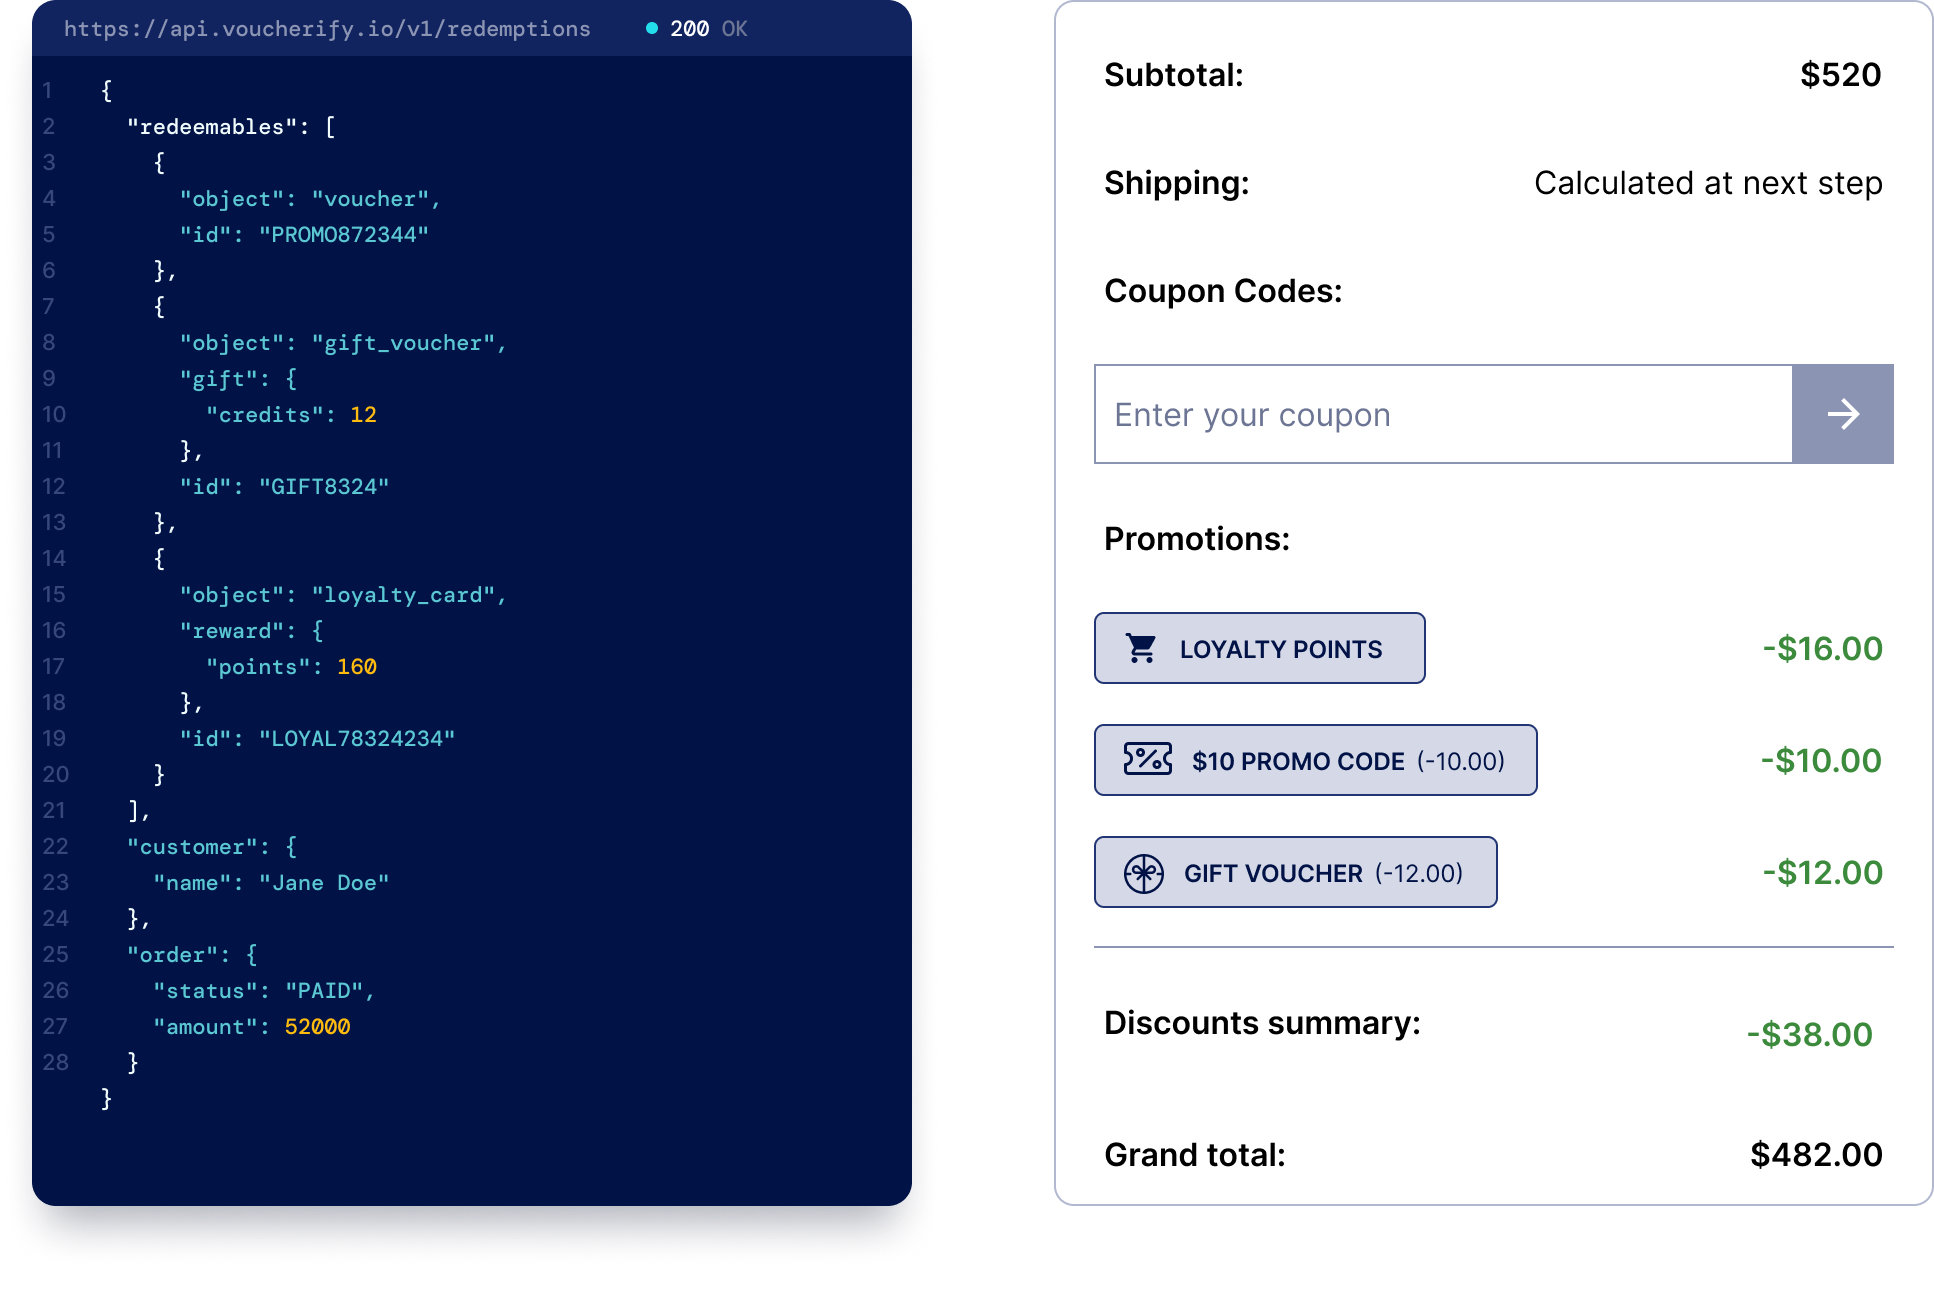 https://api.voucherify.io/v1/redemptions 200 OK
1 {
2 "redeemables": [
3 {
4 "object": "voucher",
5 "id": "PROMO872344"
6 },
7 {
8 "object": "gift_voucher",
9 "gift": {
10 "credits": 12
11 },
12 "id": "GIFT8324"
13 },
14 {
15 "object": "loyalty_card",
16 "reward": {
17 "points": 160
18 },
19 "id": "LOYAL78324234"
20 }
21 ],
22 "customer": {
23 "name": "Jane Doe"
24 },
25 "order": {
26 "status": "PAID",
27 "amount": 52000
28 }
}
Subtotal: $520
Shipping: Calculated at next step
Coupon Codes:
Enter your coupon
Promotions:
LOYALTY POINTS -$16.00
$10 PROMO CODE (-10.00) -$10.00
GIFT VOUCHER (-12.00) -$12.00
Discounts summary: -$38.00
Grand total: $482.00